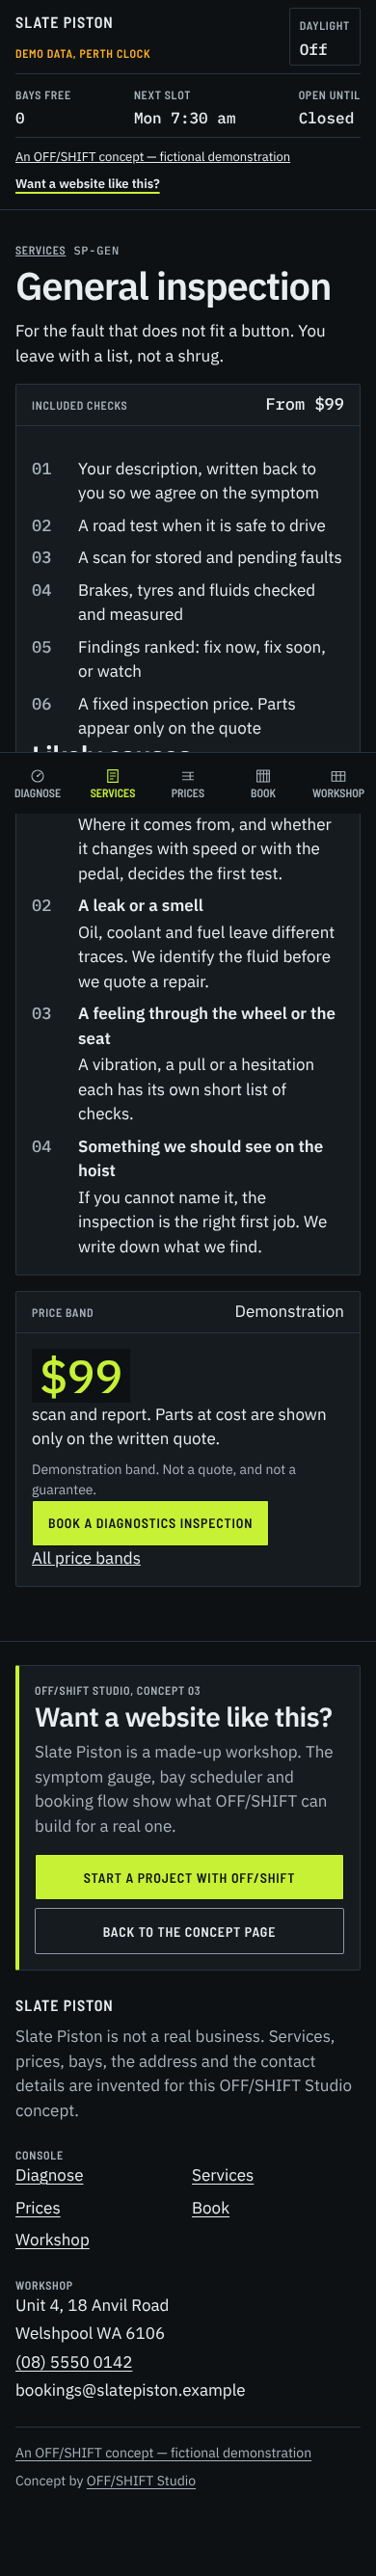 SLATE PISTON
DEMO DATA, PERTH CLOCK
DAYLIGHT
Off
BAYS FREE
0
NEXT SLOT
Mon 7:30 am
OPEN UNTIL
Closed
An OFF/SHIFT concept — fictional demonstration
Want a website like this?
SERVICES SP-GEN
General inspection
For the fault that does not fit a button. You
leave with a list, not a shrug.
INCLUDED CHECKS
From $99
01 Your description, written back to
you so we agree on the symptom
02 A road test when it is safe to drive
03 A scan for stored and pending faults
04 Brakes, tyres and fluids checked
and measured
05 Findings ranked: fix now, fix soon,
or watch
06 A fixed inspection price. Parts
appear only on the quote
Likely causes
DIAGNOSE
SERVICES
PRICES
BOOK
WORKSHOP
Where it comes from, and whether
it changes with speed or with the
pedal, decides the first test.
02 A leak or a smell
Oil, coolant and fuel leave different
traces. We identify the fluid before
we quote a repair.
03 A feeling through the wheel or the
seat
A vibration, a pull or a hesitation
each has its own short list of
checks.
04 Something we should see on the
hoist
If you cannot name it, the
inspection is the right first job. We
write down what we find.
PRICE BAND
Demonstration
$99
scan and report. Parts at cost are shown
only on the written quote.
Demonstration band. Not a quote, and not a
guarantee.
BOOK A DIAGNOSTICS INSPECTION
All price bands
OFF/SHIFT STUDIO, CONCEPT 03
Want a website like this?
Slate Piston is a made-up workshop. The
symptom gauge, bay scheduler and
booking flow show what OFF/SHIFT can
build for a real one.
START A PROJECT WITH OFF/SHIFT
BACK TO THE CONCEPT PAGE
SLATE PISTON
Slate Piston is not a real business. Services,
prices, bays, the address and the contact
details are invented for this OFF/SHIFT Studio
concept.
CONSOLE
Diagnose
Services
Prices
Book
Workshop
WORKSHOP
Unit 4, 18 Anvil Road
Welshpool WA 6106
(08) 5550 0142
bookings@slatepiston.example
An OFF/SHIFT concept — fictional demonstration
Concept by OFF/SHIFT Studio